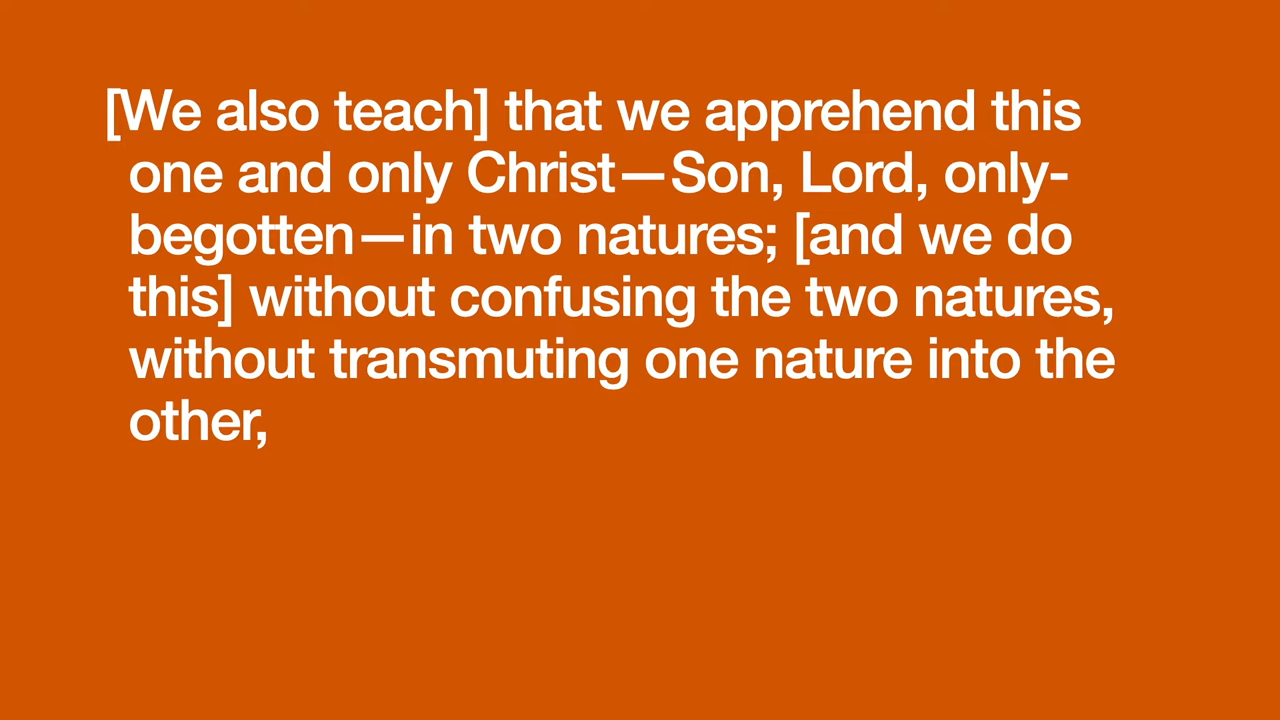 [We also teach] that we apprehend this
one and only Christ—Son, Lord, only-
begotten—in two natures; [and we do
this] without confusing the two natures,
without transmuting one nature into the
other,